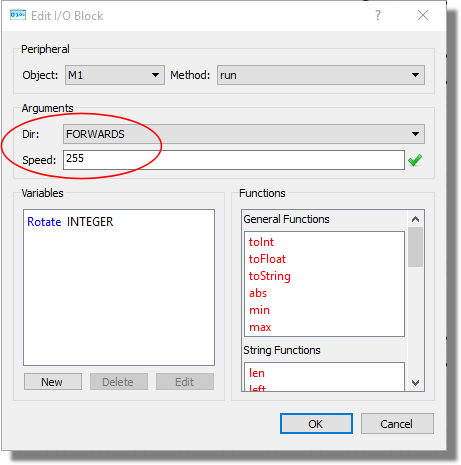 Edit I/O Block
Peripheral
Object: M1 Method: run
Arguments
Dir: FORWARDS
Speed: 255
Variables
Rotate INTEGER
New Delete Edit
Functions
General Functions
toInt
toFloat
toString
abs
min
max
String Functions
len
left
OK Cancel